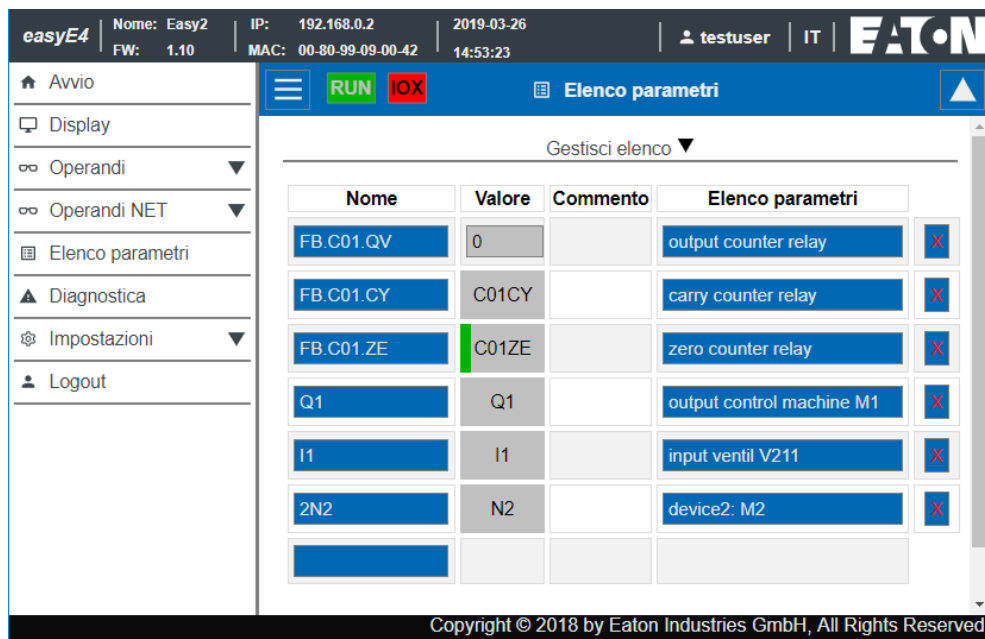 easyE4
Nome: Easy2
FW: 1.10
IP: 192.168.0.2
MAC: 00-80-99-09-00-42
2019-03-26
14:53:23
testuser
IT
EATON
Avvio
Display
Operandi
Operandi NET
Elenco parametri
Diagnostica
Impostazioni
Logout
RUN IOX Elenco parametri
Gestisci elenco
Nome Valore Commento Elenco parametri
FB.C01.QV 0 output counter relay X
FB.C01.CY C01CY carry counter relay X
FB.C01.ZE C01ZE zero counter relay X
Q1 Q1 output control machine M1 X
I1 I1 input ventil V211 X
2N2 N2 device2: M2 X
Copyright © 2018 by Eaton Industries GmbH, All Rights Reserved